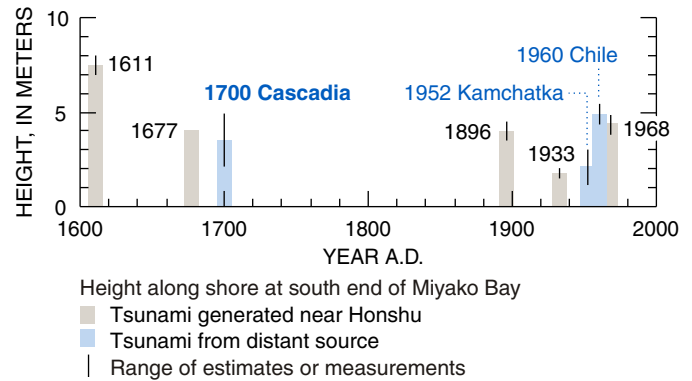 HEIGHT, IN METERS
10
5
0
1611
1677
1700 Cascadia
1896
1933
1952 Kamchatka
1960 Chile
1968
1600
1700
1800
1900
2000
YEAR A.D.
Height along shore at south end of Miyako Bay
Tsunami generated near Honshu
Tsunami from distant source
Range of estimates or measurements